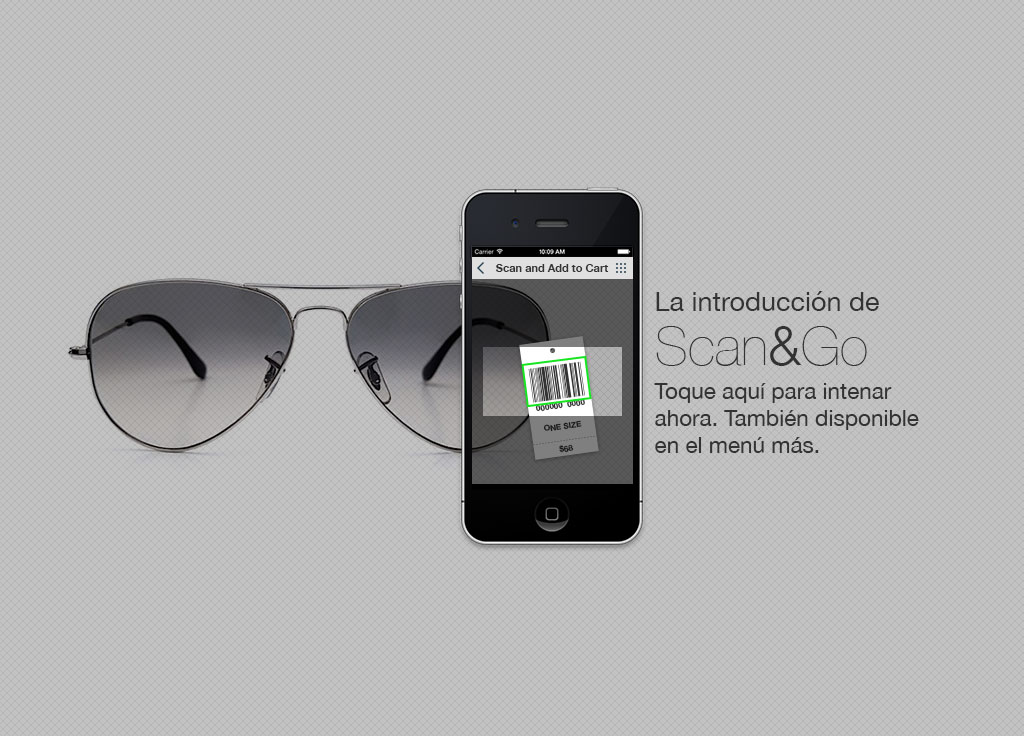 Carrier 10:09 AM
Scan and Add to Cart
000000 0000
ONE SIZE
$68
La introducción de
Scan&Go
Toque aquí para intenar
ahora. También disponible
en el menú más.